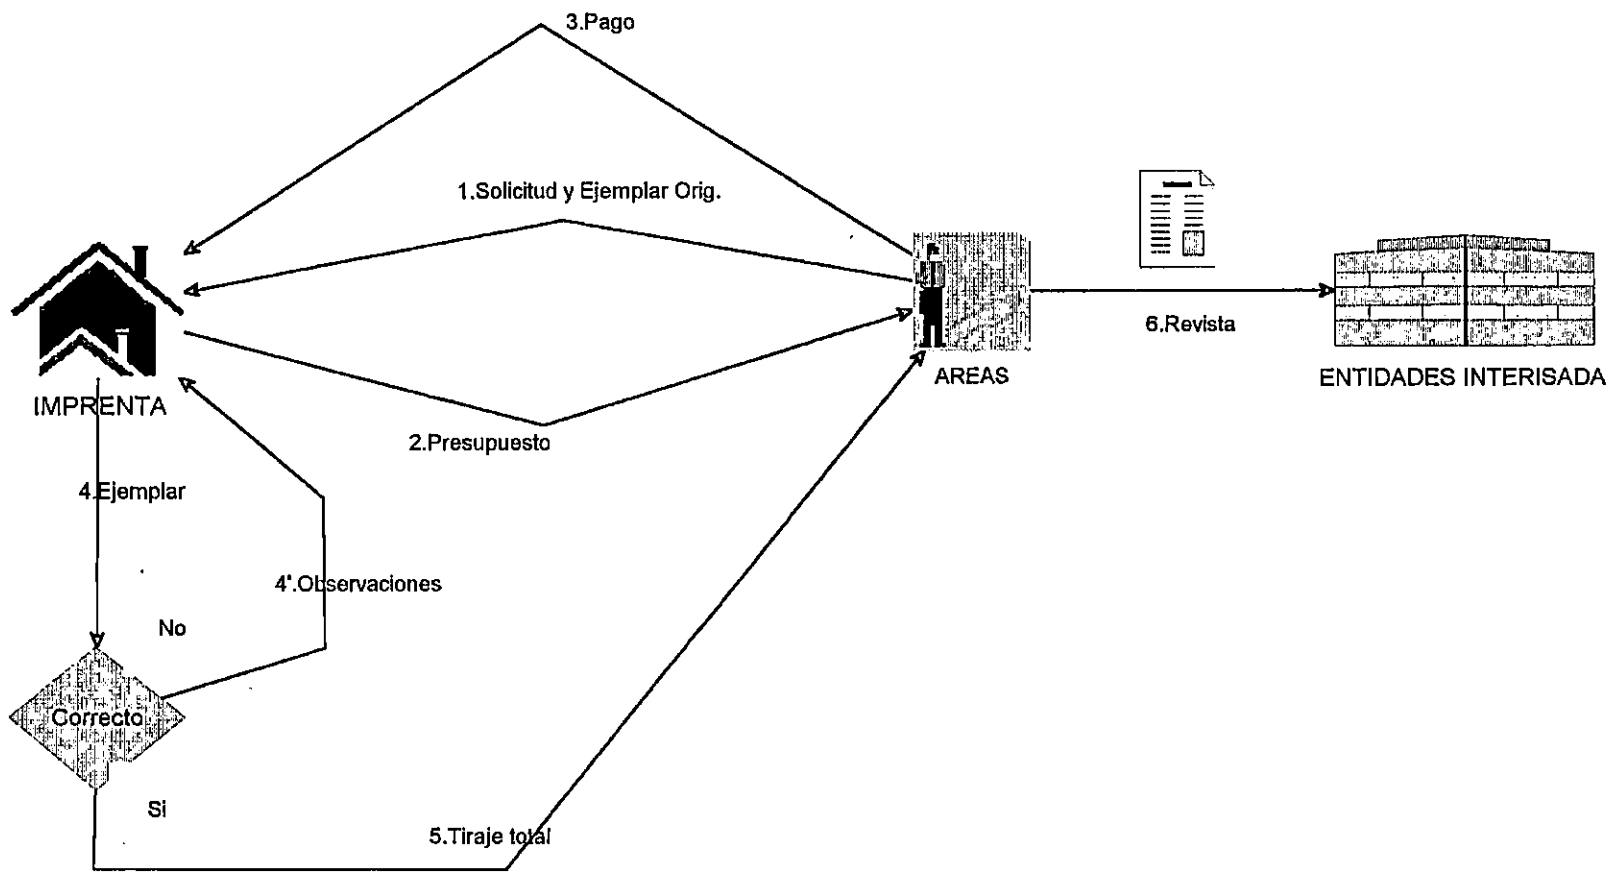 3.Pago
1.Solicitud y Ejemplar Orig.
6.Revista
AREAS
ENTIDADES INTERISADA
IMPRENTA
2.Presupuesto
4.Ejemplar
4'.Observaciones
No
Correcto
Si
5.Tiraje total